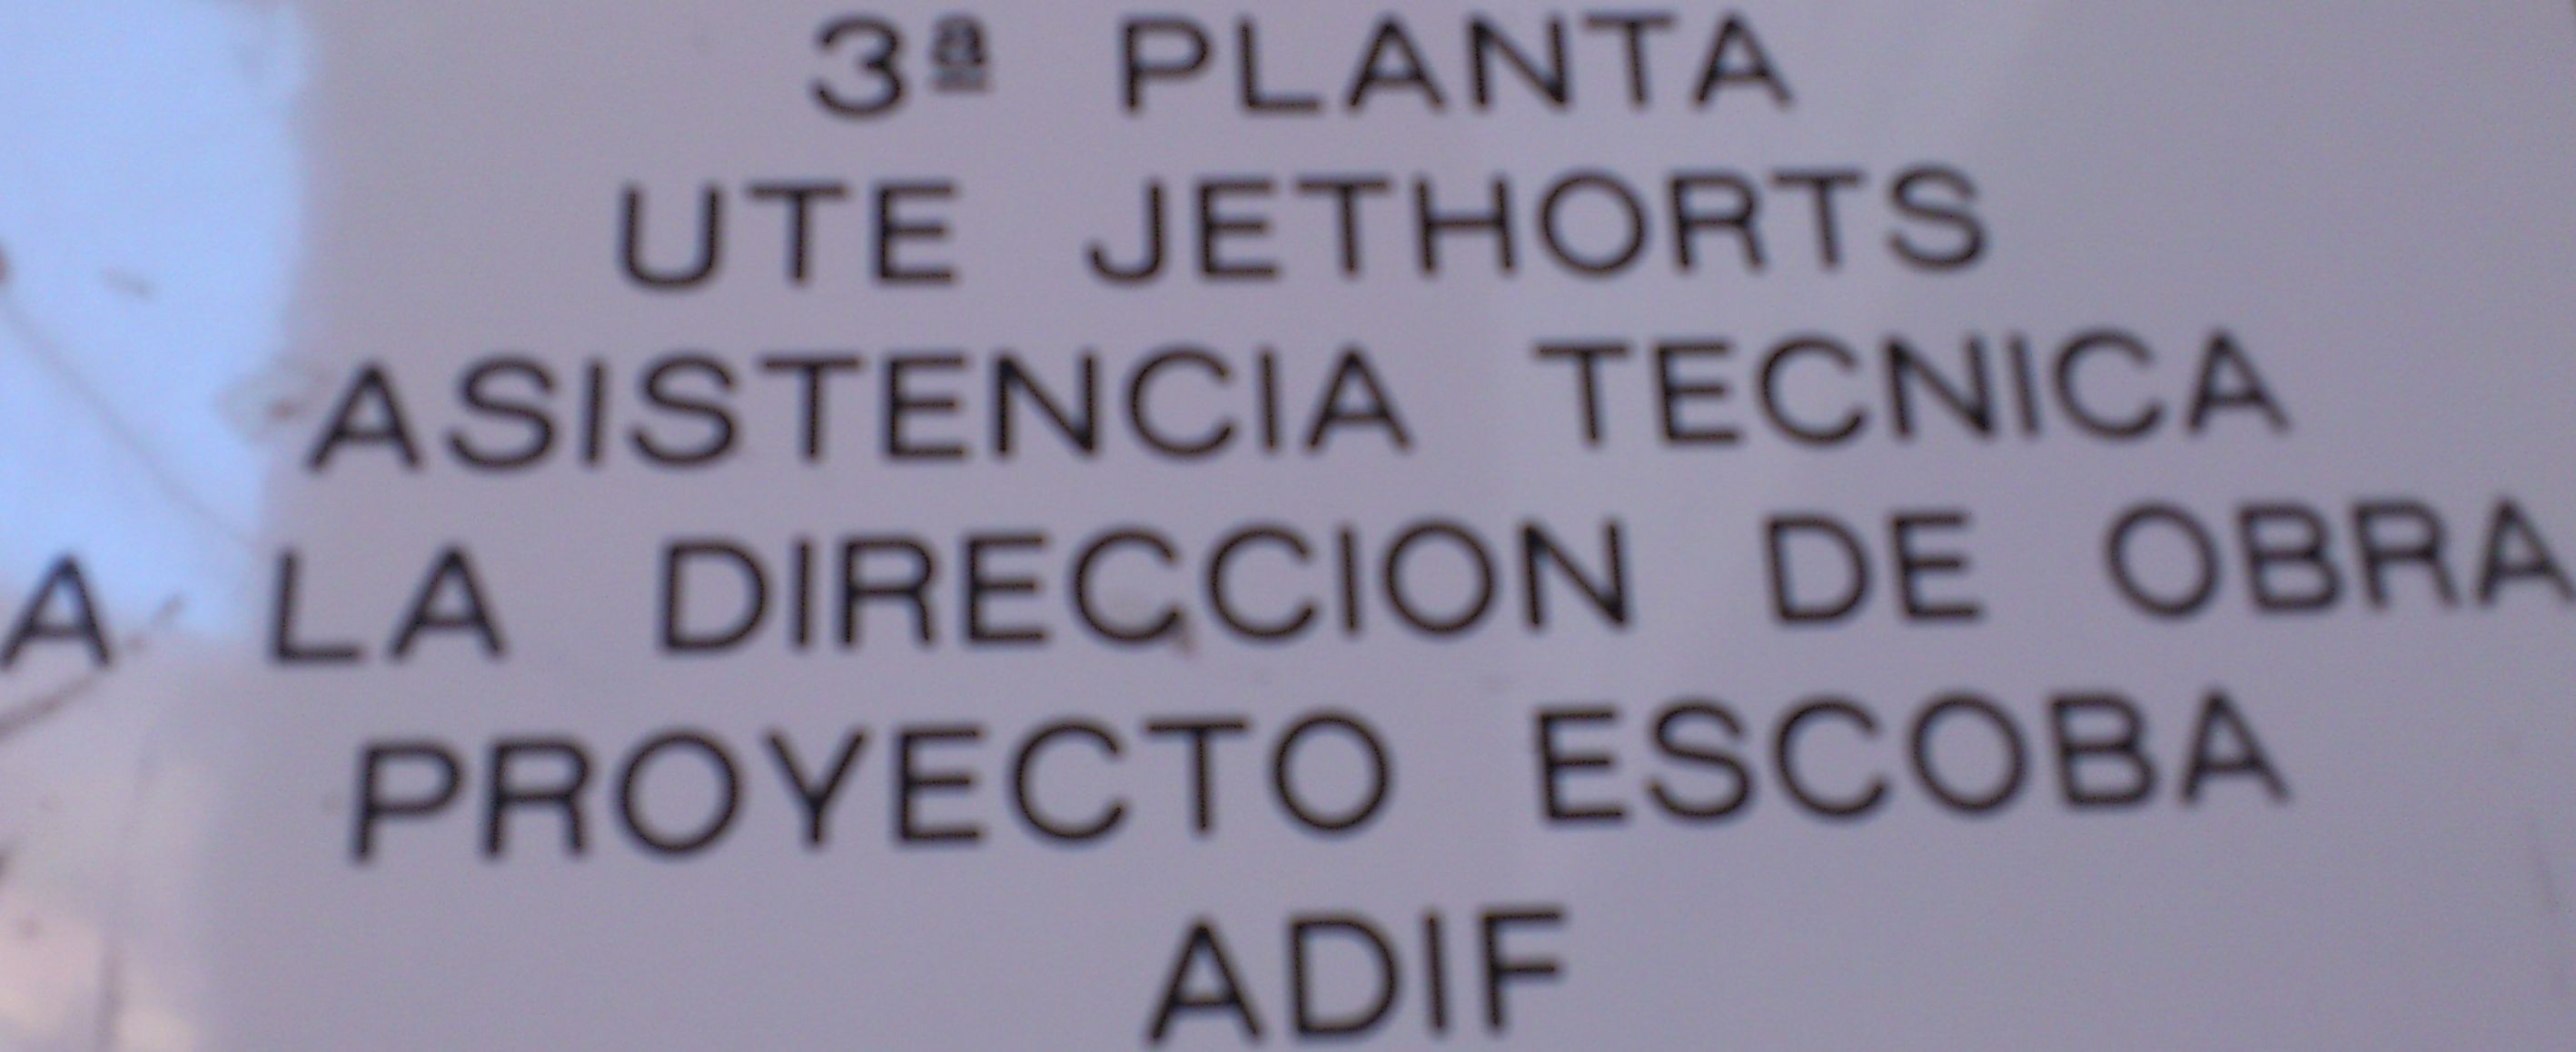 3ª PLANTA
UTE JETHORTS
ASISTENCIA TECNICA
A LA DIRECCION DE OBRA
PROYECTO ESCOBA
ADIF